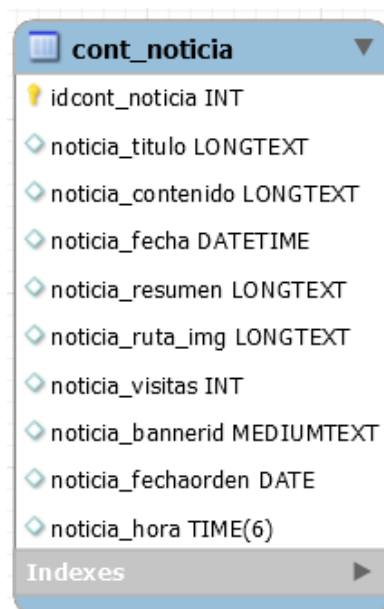 cont_noticia
idcont_noticia INT
noticia_titulo LONGTEXT
noticia_contenido LONGTEXT
noticia_fecha DATETIME
noticia_resumen LONGTEXT
noticia_ruta_img LONGTEXT
noticia_visitas INT
noticia_bannerid MEDIUMTEXT
noticia_fechaorden DATE
noticia_hora TIME(6)
Indexes